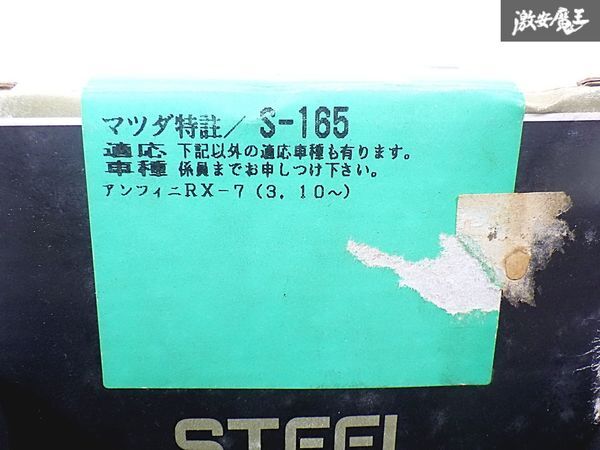 激安魔王
マツダ特註/ S-165
適応 下記以外の適応車種も有ります。
車種 係員までお申しつけ下さい。
アンフィニRX-7(3.10~)
STEEL